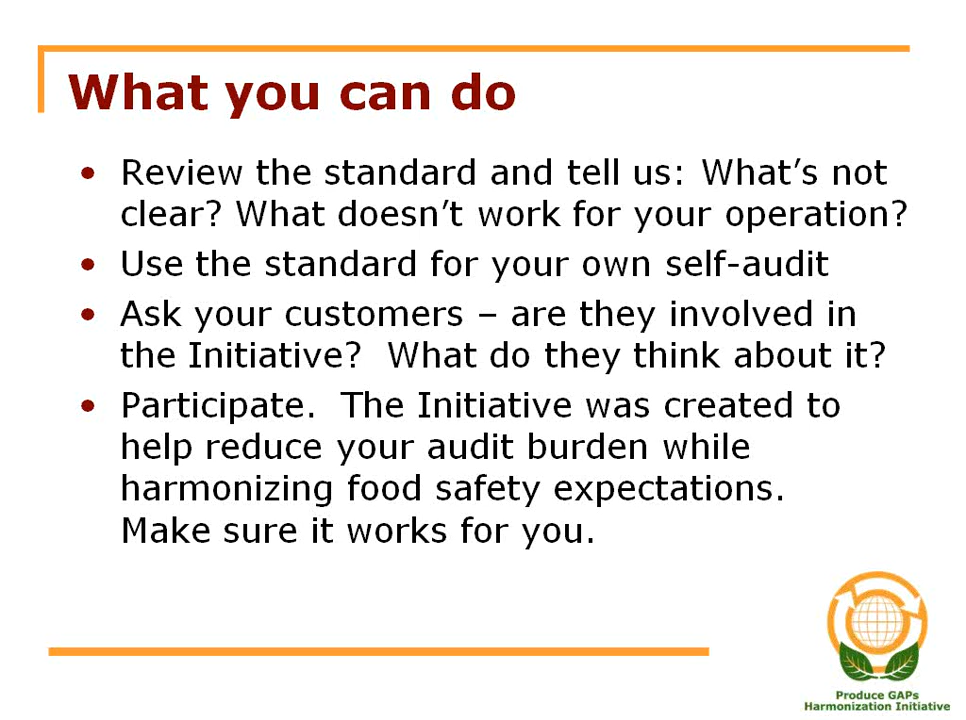 What you can do
• Review the standard and tell us: What’s not
clear? What doesn’t work for your operation?
• Use the standard for your own self-audit
• Ask your customers – are they involved in
the Initiative?  What do they think about it?
• Participate.  The Initiative was created to
help reduce your audit burden while
harmonizing food safety expectations.
Make sure it works for you.
Produce GAPs
Harmonization Initiative